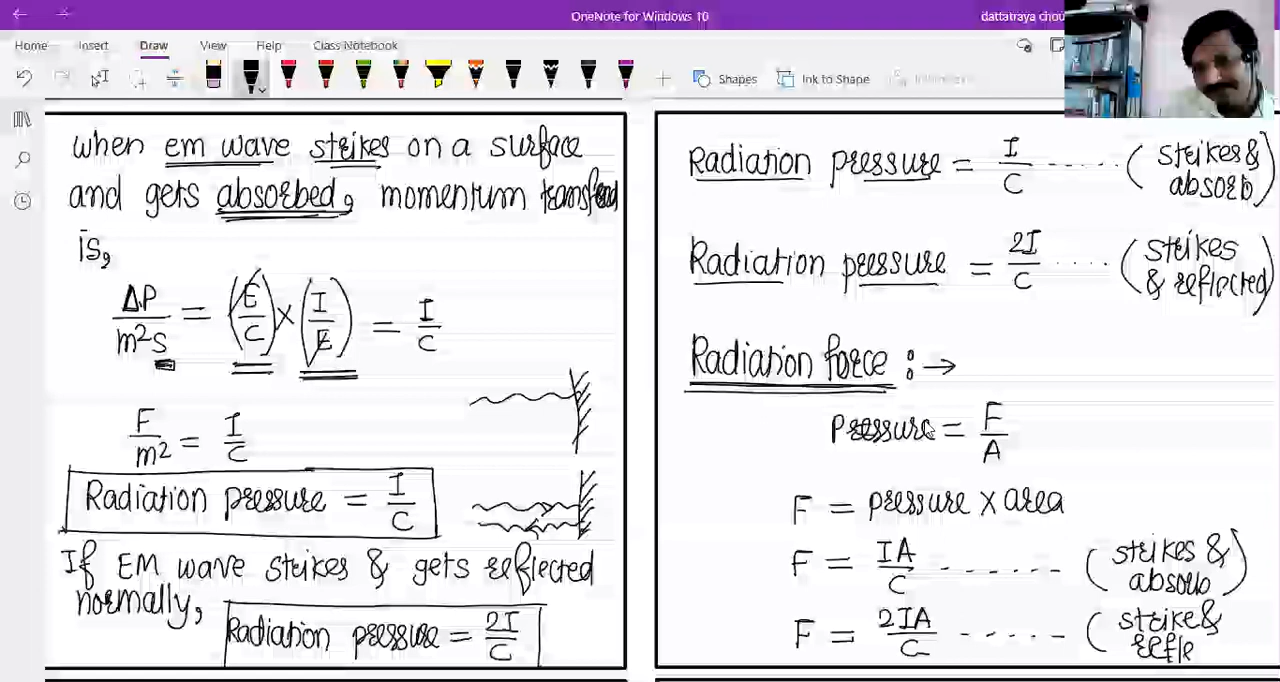 OneNote for Windows 10
dattatraya chou
Home Insert Draw View Help Class Notebook
Shapes Ink to Shape
when em wave strikes on a surface
and gets absorbed,
momentum
is,
ΔP/m²S = (E/C) × (I/E) = I/C
F/m² = I/C
Radiation pressure = I/C
If EM wave strikes & gets reflected
normally,
Radiation pressure = 2I/C
Radiation pressure = I/C ...... (strikes & absorb)
Radiation pressure = 2I/C ...... (strikes & reflected)
Radiation force : →
Pressure = F/A
F = pressure × area
F = IA/C ------ (strikes & absorb)
F = 2IA/C ------ (strike & refle